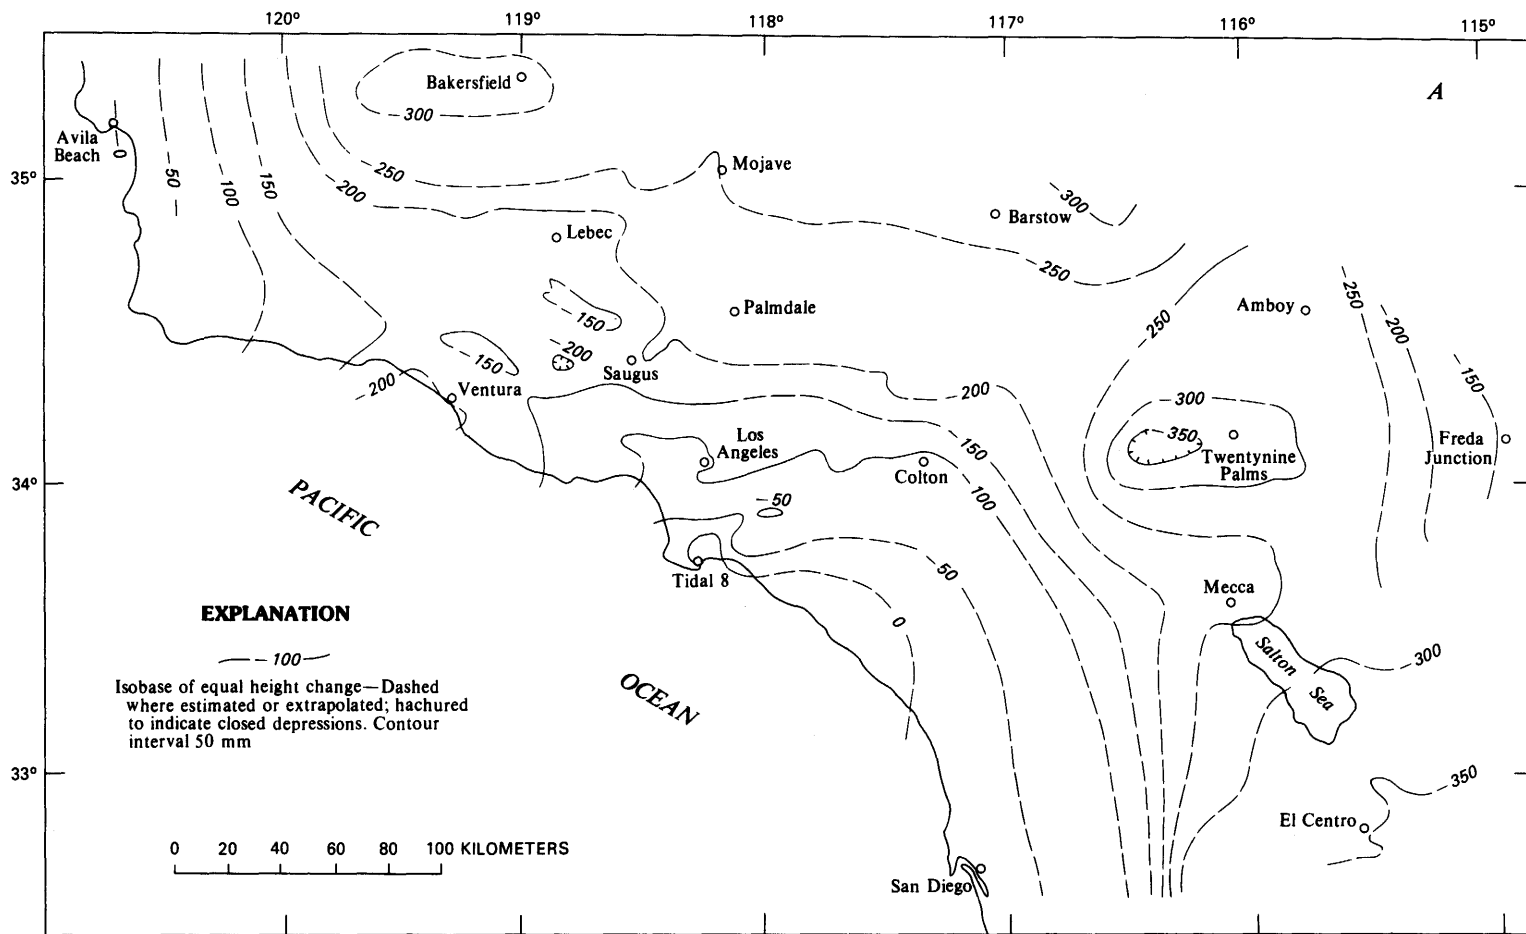 120°
119°
118°
117°
116°
115°
A
Bakersfield
-300
Avila
Beach
0
-50
-100
-150
-200
-250
Mojave
-300
Barstow
35°
Lebec
-250
Palmdale
Amboy
-250
-250
-200
-150
-150
-150
-200
Saugus
-200
Ventura
-200
-300
-350
Twentynine
Palms
Freda
Junction
Los
Angeles
-150
Colton
-100
34°
-50
PACIFIC
Tidal 8
-50
Mecca
0
EXPLANATION
-100
Isobase of equal height change—Dashed
where estimated or extrapolated; hachured
to indicate closed depressions. Contour
interval 50 mm
Salton
Sea
-300
OCEAN
33°
-350
El Centro
0 20 40 60 80 100 KILOMETERS
San Diego